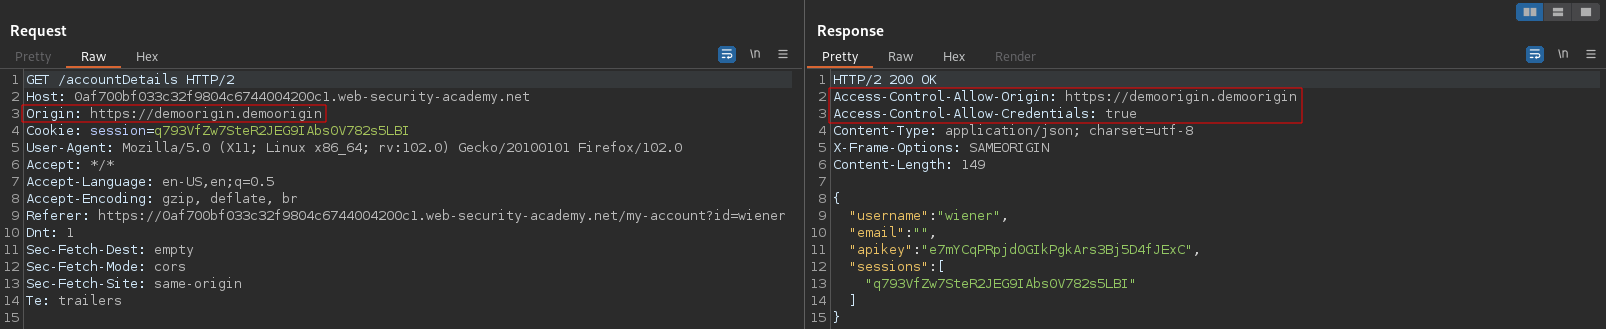 Request
Pretty Raw Hex
\n
1 GET /accountDetails HTTP/2
2 Host: 0af700bf033c32f9804c6744004200c1.web-security-academy.net
3 Origin: https://demoorigin.demoorigin
4 Cookie: session=q793VfZw7SteR2JEG9IAbsOV782s5LBI
5 User-Agent: Mozilla/5.0 (X11; Linux x86_64; rv:102.0) Gecko/20100101 Firefox/102.0
6 Accept: */*
7 Accept-Language: en-US,en;q=0.5
8 Accept-Encoding: gzip, deflate, br
9 Referer: https://0af700bf033c32f9804c6744004200c1.web-security-academy.net/my-account?id=wiener
10 Dnt: 1
11 Sec-Fetch-Dest: empty
12 Sec-Fetch-Mode: cors
13 Sec-Fetch-Site: same-origin
14 Te: trailers
15
Response
Pretty Raw Hex Render
\n
1 HTTP/2 200 OK
2 Access-Control-Allow-Origin: https://demoorigin.demoorigin
3 Access-Control-Allow-Credentials: true
4 Content-Type: application/json; charset=utf-8
5 X-Frame-Options: SAMEORIGIN
6 Content-Length: 149
7
8 {
9 "username":"wiener",
10 "email":"",
11 "apikey":"e7mYCqPRpjd0GIkPgkArs3Bj5D4fJExC",
12 "sessions":[
13 "q793VfZw7SteR2JEG9IAbsOV782s5LBI"
14 ]
15 }